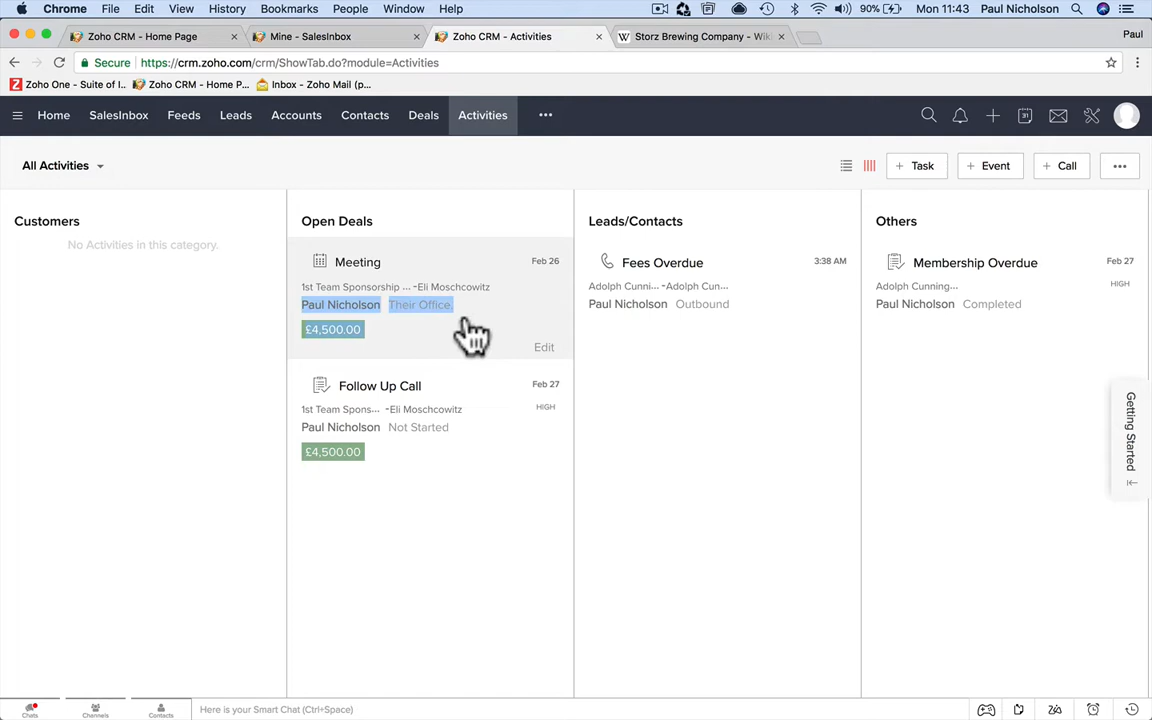 Chrome File Edit View History Bookmarks People Window Help 90% Mon 11:43 Paul Nicholson
Zoho CRM - Home Page × Mine - SalesInbox × Zoho CRM - Activities × W Storz Brewing Company - Wiki × Paul
Secure https://crm.zoho.com/crm/ShowTab.do?module=Activities
Zoho One - Suite of I.. Zoho CRM - Home P... Inbox - Zoho Mail (p...
Home SalesInbox Feeds Leads Accounts Contacts Deals Activities ••• 31
All Activities + Task + Event + Call •••
Customers
No Activities in this category.
Open Deals
Meeting Feb 26
1st Team Sponsorship ... -Eli Moschcowitz
Paul Nicholson Their Office.
£4,500.00
Edit
Follow Up Call Feb 27
1st Team Spons... -Eli Moschcowitz HIGH
Paul Nicholson Not Started
£4,500.00
Leads/Contacts
Fees Overdue 3:38 AM
Adolph Cunni... -Adolph Cun...
Paul Nicholson Outbound
Others
Membership Overdue Feb 27
Adolph Cunning... HIGH
Paul Nicholson Completed
Getting Started
Chats Channels Contacts Here is your Smart Chat (Ctrl+Space)